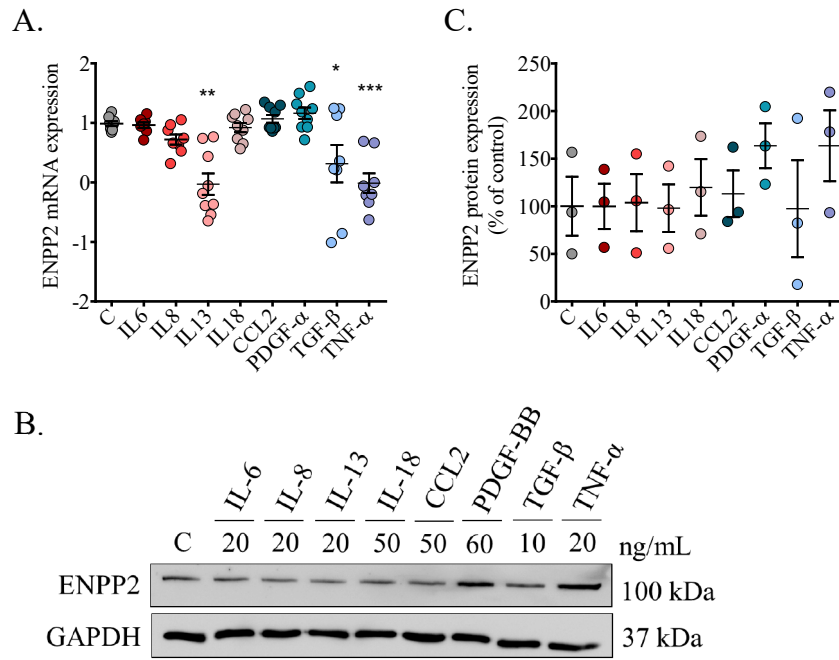 A.
ENPP2 mRNA expression
2
1
0
-1
-2
** * ***
C IL6 IL8 IL13 IL18 CCL2 PDGF-α TGF-β TNF-α
C.
ENPP2 protein expression
(% of control)
250
200
150
100
50
0
C IL6 IL8 IL13 IL18 CCL2 PDGF-α TGF-β TNF-α
B.
IL-6 IL-8 IL-13 IL-18 CCL2 PDGF-BB TGF-β TNF-α
C 20 20 20 50 50 60 10 20 ng/mL
ENPP2 100 kDa
GAPDH 37 kDa